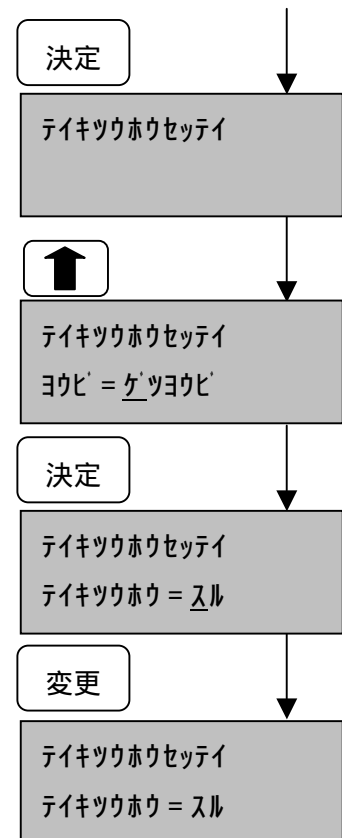 決定
ﾃｲｷﾂｳﾎｳｾｯﾃｲ
ﾃｲｷﾂｳﾎｳｾｯﾃｲ
ﾖｳﾋﾞ = ｹﾞﾂﾖｳﾋﾞ
決定
ﾃｲｷﾂｳﾎｳｾｯﾃｲ
ﾃｲｷﾂｳﾎｳ = ｽﾙ
変更
ﾃｲｷﾂｳﾎｳｾｯﾃｲ
ﾃｲｷﾂｳﾎｳ = ｽﾙ